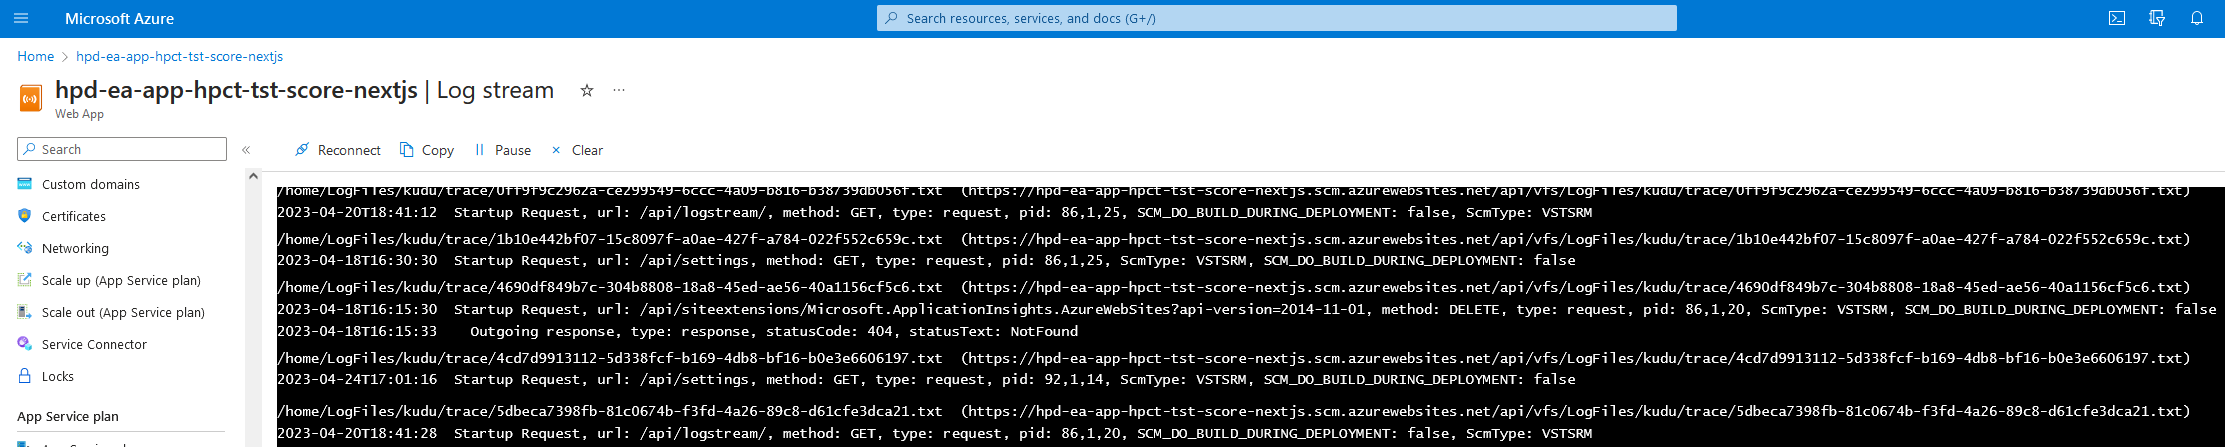 Microsoft Azure
Search resources, services, and docs (G+/)
Home > hpd-ea-app-hpct-tst-score-nextjs
hpd-ea-app-hpct-tst-score-nextjs | Log stream
Web App
Search
Reconnect Copy Pause Clear
Custom domains
Certificates
Networking
Scale up (App Service plan)
Scale out (App Service plan)
Service Connector
Locks
App Service plan
/home/LogFiles/kudu/trace/0ff9f9c2962a-ce299549-6ccc-4a09-b816-b38739db056f.txt (https://hpd-ea-app-hpct-tst-score-nextjs.scm.azurewebsites.net/api/vfs/LogFiles/kudu/trace/0ff9f9c2962a-ce299549-6ccc-4a09-b816-b38739db056f.txt)
2023-04-20T18:41:12 Startup Request, url: /api/logstream/, method: GET, type: request, pid: 86,1,25, SCM_DO_BUILD_DURING_DEPLOYMENT: false, ScmType: VSTSRM
/home/LogFiles/kudu/trace/1b10e442bf07-15c8097f-a0ae-427f-a784-022f552c659c.txt (https://hpd-ea-app-hpct-tst-score-nextjs.scm.azurewebsites.net/api/vfs/LogFiles/kudu/trace/1b10e442bf07-15c8097f-a0ae-427f-a784-022f552c659c.txt)
2023-04-18T16:30:30 Startup Request, url: /api/settings, method: GET, type: request, pid: 86,1,25, ScmType: VSTSRM, SCM_DO_BUILD_DURING_DEPLOYMENT: false
/home/LogFiles/kudu/trace/4690df849b7c-304b8808-18a8-45ed-ae56-40a1156cf5c6.txt (https://hpd-ea-app-hpct-tst-score-nextjs.scm.azurewebsites.net/api/vfs/LogFiles/kudu/trace/4690df849b7c-304b8808-18a8-45ed-ae56-40a1156cf5c6.txt)
2023-04-18T16:15:30 Startup Request, url: /api/siteextensions/Microsoft.ApplicationInsights.AzureWebSites?api-version=2014-11-01, method: DELETE, type: request, pid: 86,1,20, ScmType: VSTSRM, SCM_DO_BUILD_DURING_DEPLOYMENT: false
2023-04-18T16:15:33 Outgoing response, type: response, statusCode: 404, statusText: NotFound
/home/LogFiles/kudu/trace/4cd7d9913112-5d338fcf-b169-4db8-bf16-b0e3e6606197.txt (https://hpd-ea-app-hpct-tst-score-nextjs.scm.azurewebsites.net/api/vfs/LogFiles/kudu/trace/4cd7d9913112-5d338fcf-b169-4db8-bf16-b0e3e6606197.txt)
2023-04-24T17:01:16 Startup Request, url: /api/settings, method: GET, type: request, pid: 92,1,14, ScmType: VSTSRM, SCM_DO_BUILD_DURING_DEPLOYMENT: false
/home/LogFiles/kudu/trace/5dbeca7398fb-81c0674b-f3fd-4a26-89c8-d61cfe3dca21.txt (https://hpd-ea-app-hpct-tst-score-nextjs.scm.azurewebsites.net/api/vfs/LogFiles/kudu/trace/5dbeca7398fb-81c0674b-f3fd-4a26-89c8-d61cfe3dca21.txt)
2023-04-20T18:41:28 Startup Request, url: /api/logstream/, method: GET, type: request, pid: 86,1,20, SCM_DO_BUILD_DURING_DEPLOYMENT: false, ScmType: VSTSRM